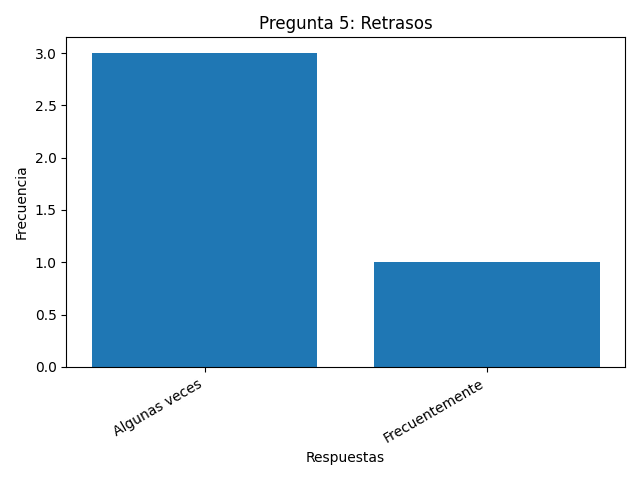 Pregunta 5: Retrasos
3.0
2.5
2.0
1.5
1.0
0.5
0.0
Frecuencia
Algunas veces
Frecuentemente
Respuestas